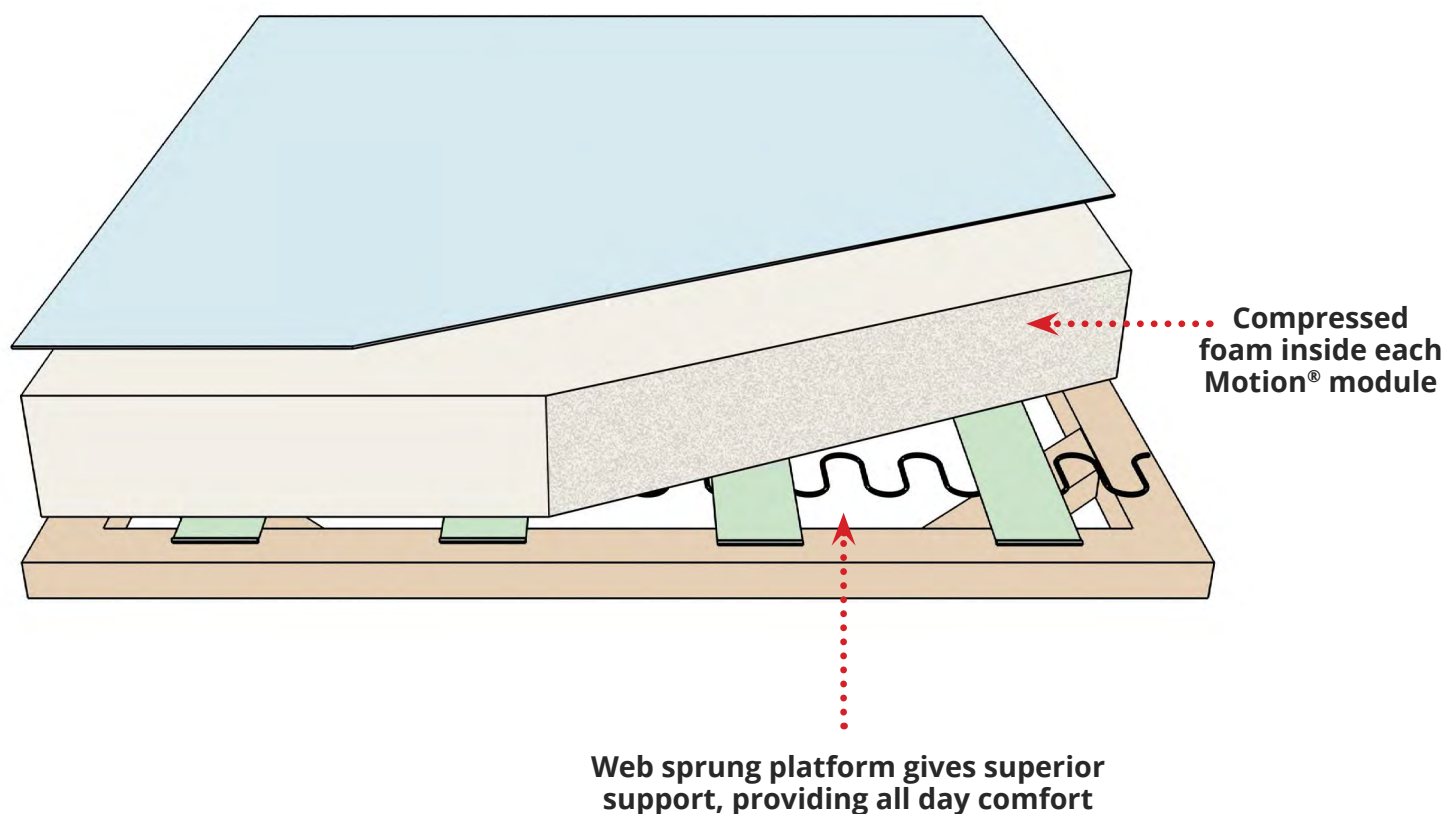 Compressed
foam inside each
Motion® module
Web sprung platform gives superior
support, providing all day comfort